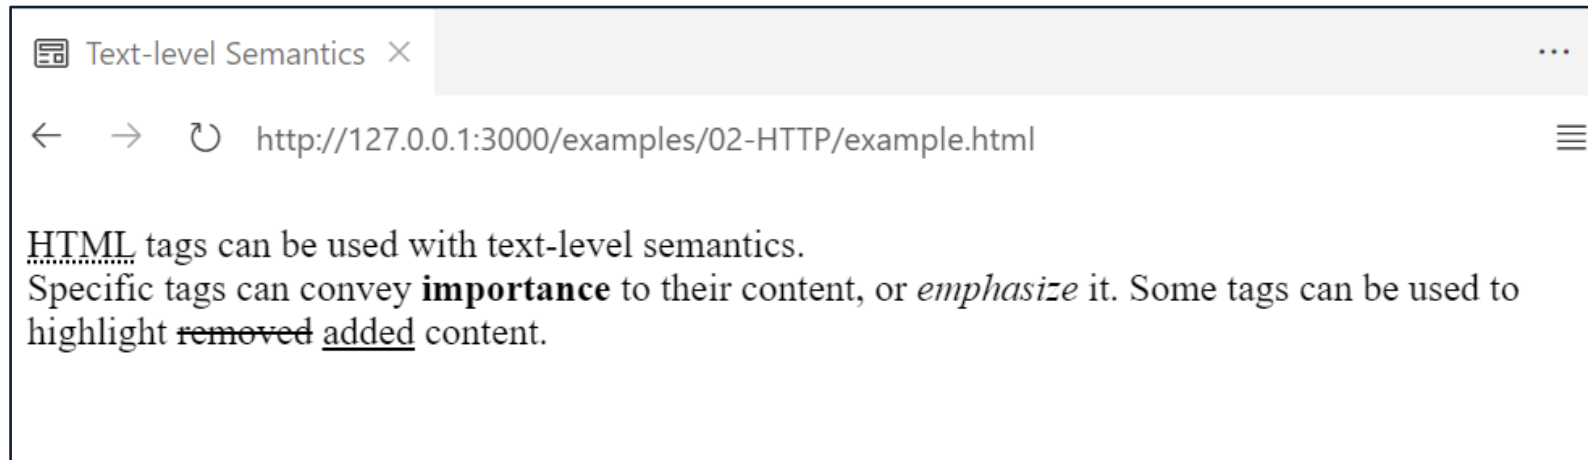 Text-level Semantics
http://127.0.0.1:3000/examples/02-HTTP/example.html
HTML tags can be used with text-level semantics.
Specific tags can convey importance to their content, or emphasize it. Some tags can be used to
highlight removed added content.